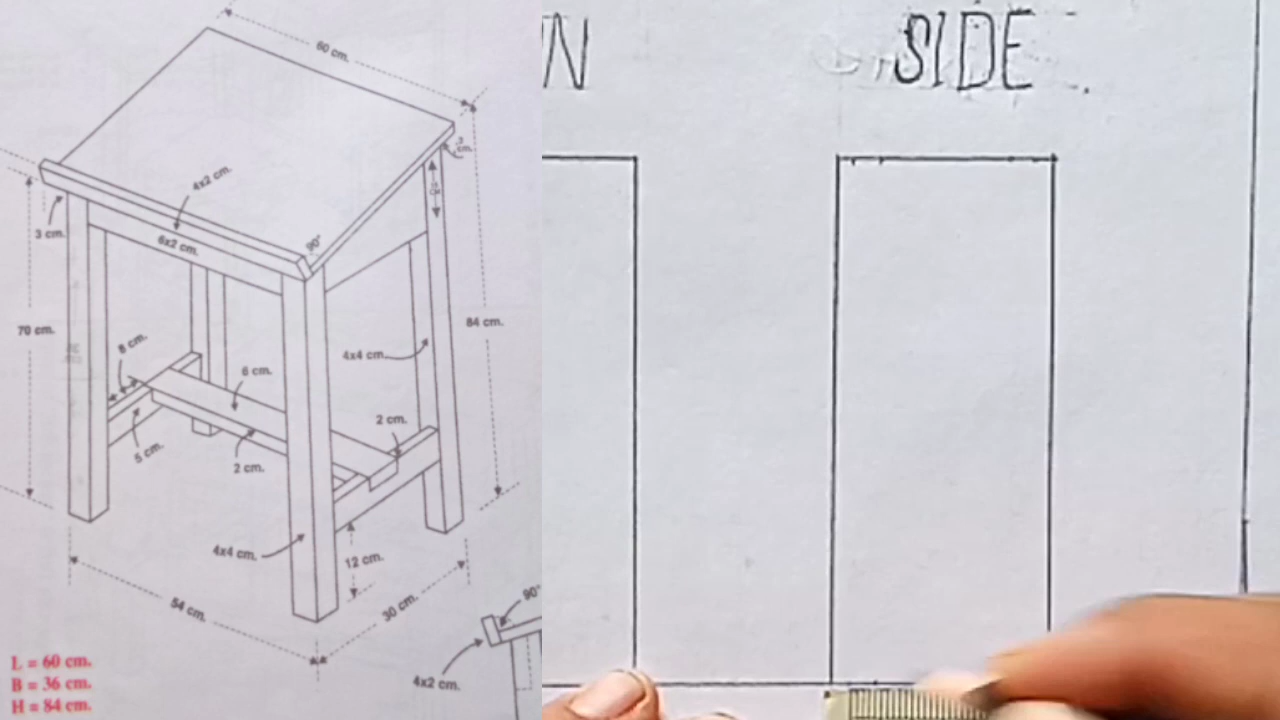 60 cm.
3 cm.
4x2 cm.
6x2 cm.
90°
3 cm.
70 cm.
84 cm.
8 cm.
4x4 cm.
6 cm.
2 cm.
5 cm.
2 cm.
4x4 cm.
12 cm.
54 cm.
30 cm.
90°
4x2 cm.
L = 60 cm.
B = 36 cm.
H = 84 cm.
N
SIDE